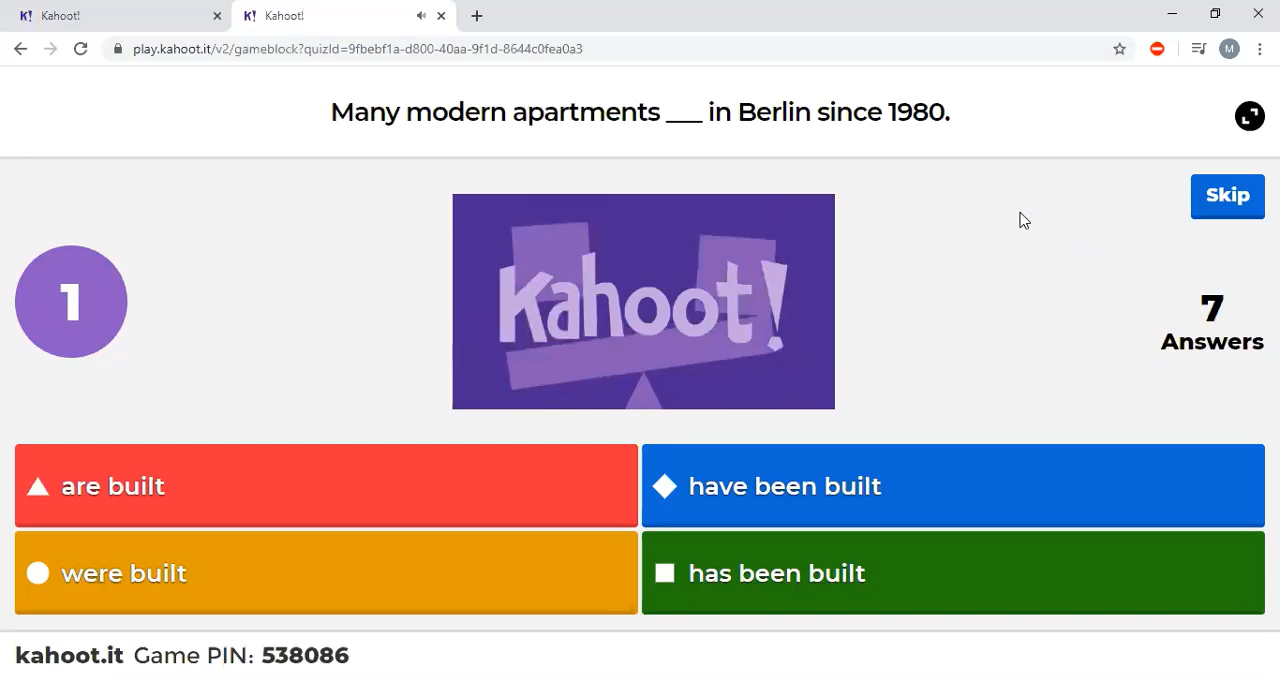 Kahoot!
Kahoot!
play.kahoot.it/v2/gameblock?quizId=9fbebf1a-d800-40aa-9f1d-8644c0fea0a3
M
Many modern apartments ___ in Berlin since 1980.
Skip
Kahoot!
1
7
Answers
are built
have been built
were built
has been built
kahoot.it Game PIN: 538086